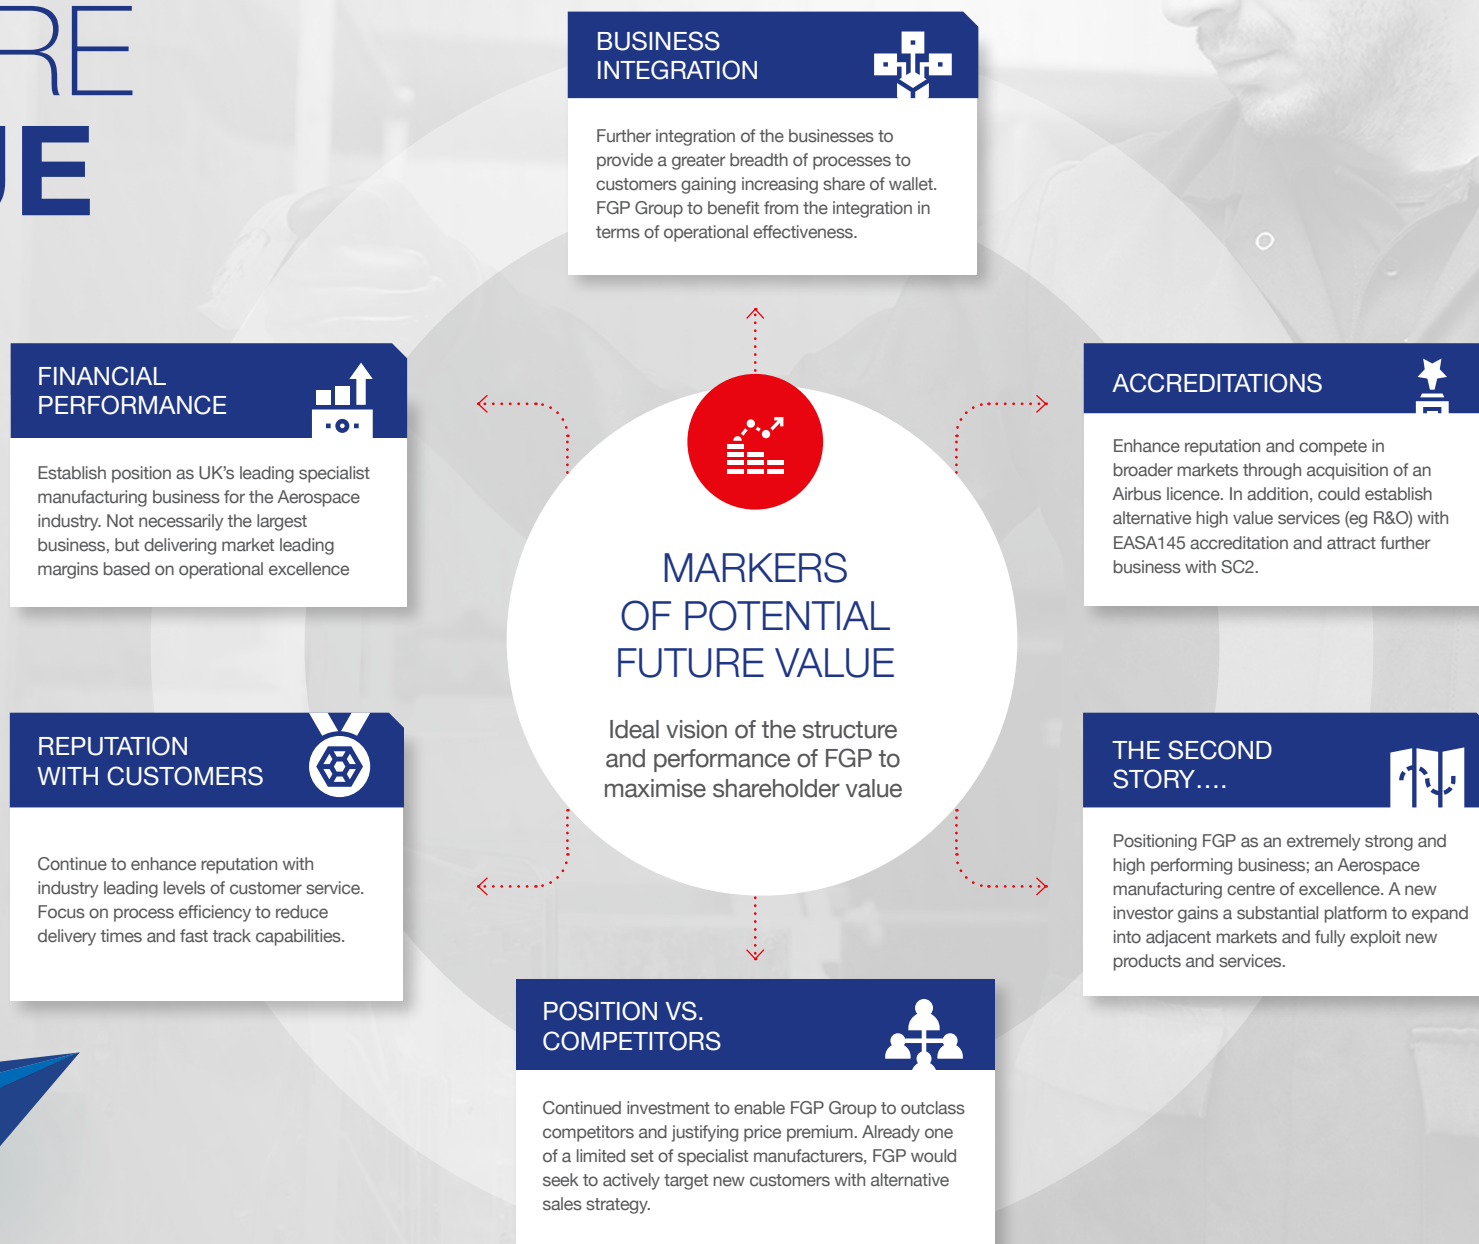 RE
UE
BUSINESS
INTEGRATION
Further integration of the businesses to
provide a greater breadth of processes to
customers gaining increasing share of wallet.
FGP Group to benefit from the integration in
terms of operational effectiveness.
FINANCIAL
PERFORMANCE
Establish position as UK's leading specialist
manufacturing business for the Aerospace
industry. Not necessarily the largest
business, but delivering market leading
margins based on operational excellence
ACCREDITATIONS
Enhance reputation and compete in
broader markets through acquisition of an
Airbus licence. In addition, could establish
alternative high value services (eg R&O) with
EASA145 accreditation and attract further
business with SC2.
MARKERS
OF POTENTIAL
FUTURE VALUE
Ideal vision of the structure
and performance of FGP to
maximise shareholder value
REPUTATION
WITH CUSTOMERS
Continue to enhance reputation with
industry leading levels of customer service.
Focus on process efficiency to reduce
delivery times and fast track capabilities.
THE SECOND
STORY....
Positioning FGP as an extremely strong and
high performing business; an Aerospace
manufacturing centre of excellence. A new
investor gains a substantial platform to expand
into adjacent markets and fully exploit new
products and services.
POSITION VS.
COMPETITORS
Continued investment to enable FGP Group to outclass
competitors and justifying price premium. Already one
of a limited set of specialist manufacturers, FGP would
seek to actively target new customers with alternative
sales strategy.